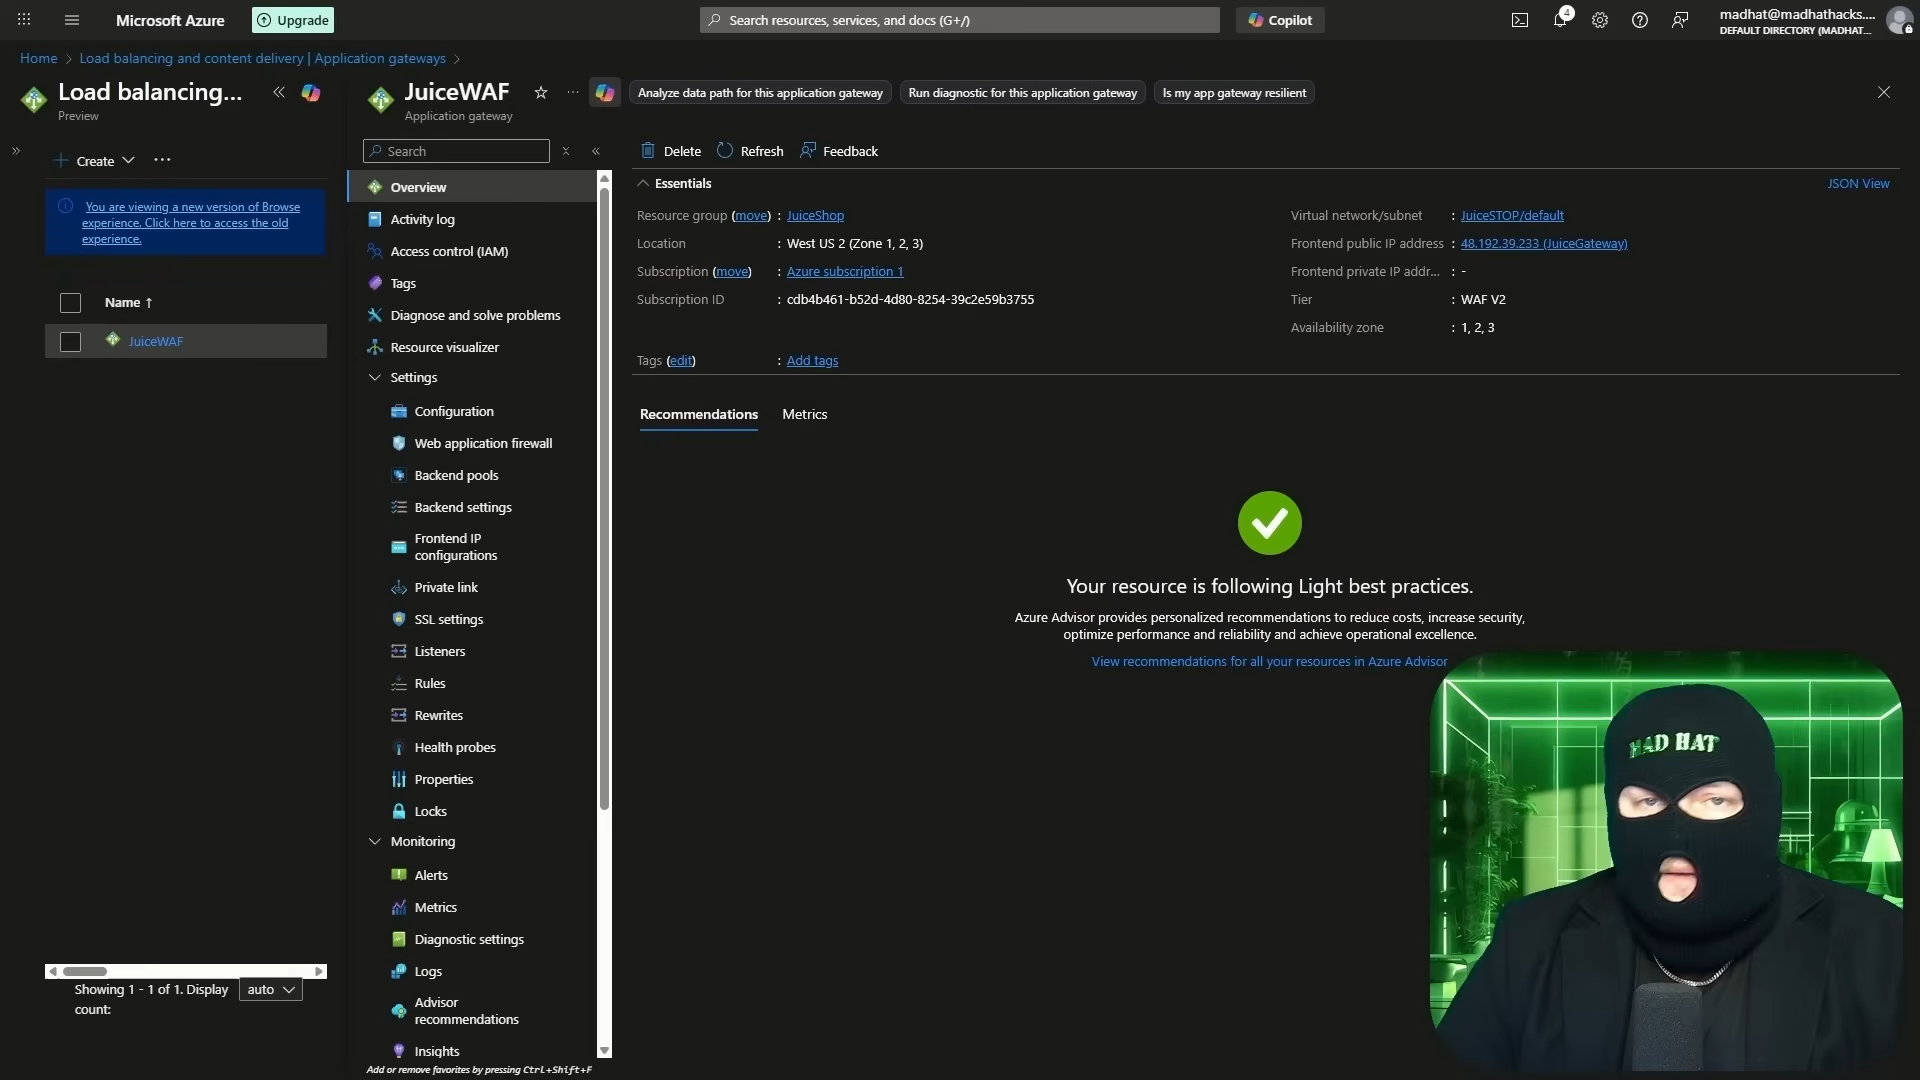 Microsoft Azure
Upgrade
Search resources, services, and docs (G+/)
Copilot
4
madhat@madhathacks....
DEFAULT DIRECTORY (MADHAT...
Home > Load balancing and content delivery | Application gateways >
Load balancing...
Preview
JuiceWAF
Application gateway
Analyze data path for this application gateway
Run diagnostic for this application gateway
Is my app gateway resilient
Create
You are viewing a new version of Browse
experience. Click here to access the old
experience.
Name ↑
JuiceWAF
Showing 1 - 1 of 1. Display
count:
auto
Search
Overview
Activity log
Access control (IAM)
Tags
Diagnose and solve problems
Resource visualizer
Settings
Configuration
Web application firewall
Backend pools
Backend settings
Frontend IP
configurations
Private link
SSL settings
Listeners
Rules
Rewrites
Health probes
Properties
Locks
Monitoring
Alerts
Metrics
Diagnostic settings
Logs
Advisor
recommendations
Insights
Add or remove favorites by pressing Ctrl+Shift+F
Delete
Refresh
Feedback
Essentials
JSON View
Resource group (move) : JuiceShop
Location : West US 2 (Zone 1, 2, 3)
Subscription (move) : Azure subscription 1
Subscription ID : cdb4b461-b52d-4d80-8254-39c2e59b3755
Tags (edit) : Add tags
Virtual network/subnet : JuiceSTOP/default
Frontend public IP address : 48.192.39.233 (JuiceGateway)
Frontend private IP addr... : -
Tier : WAF V2
Availability zone : 1, 2, 3
Recommendations
Metrics
Your resource is following Light best practices.
Azure Advisor provides personalized recommendations to reduce costs, increase security,
optimize performance and reliability and achieve operational excellence.
View recommendations for all your resources in Azure Advisor
MAD HAT